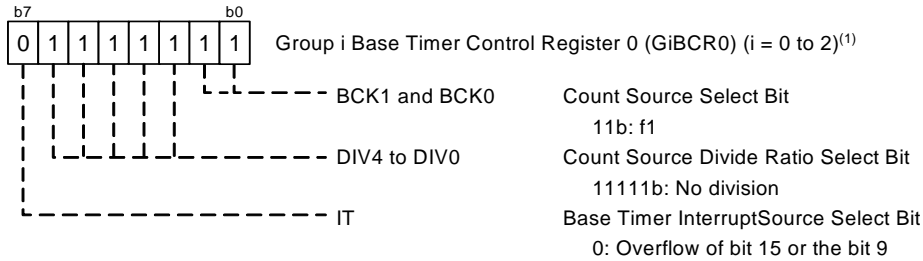 b7 b0
0 1 1 1 1 1 1 1 Group i Base Timer Control Register 0 (GiBCR0) (i = 0 to 2)(1)
BCK1 and BCK0 Count Source Select Bit
11b: f1
DIV4 to DIV0 Count Source Divide Ratio Select Bit
11111b: No division
IT Base Timer InterruptSource Select Bit
0: Overflow of bit 15 or the bit 9